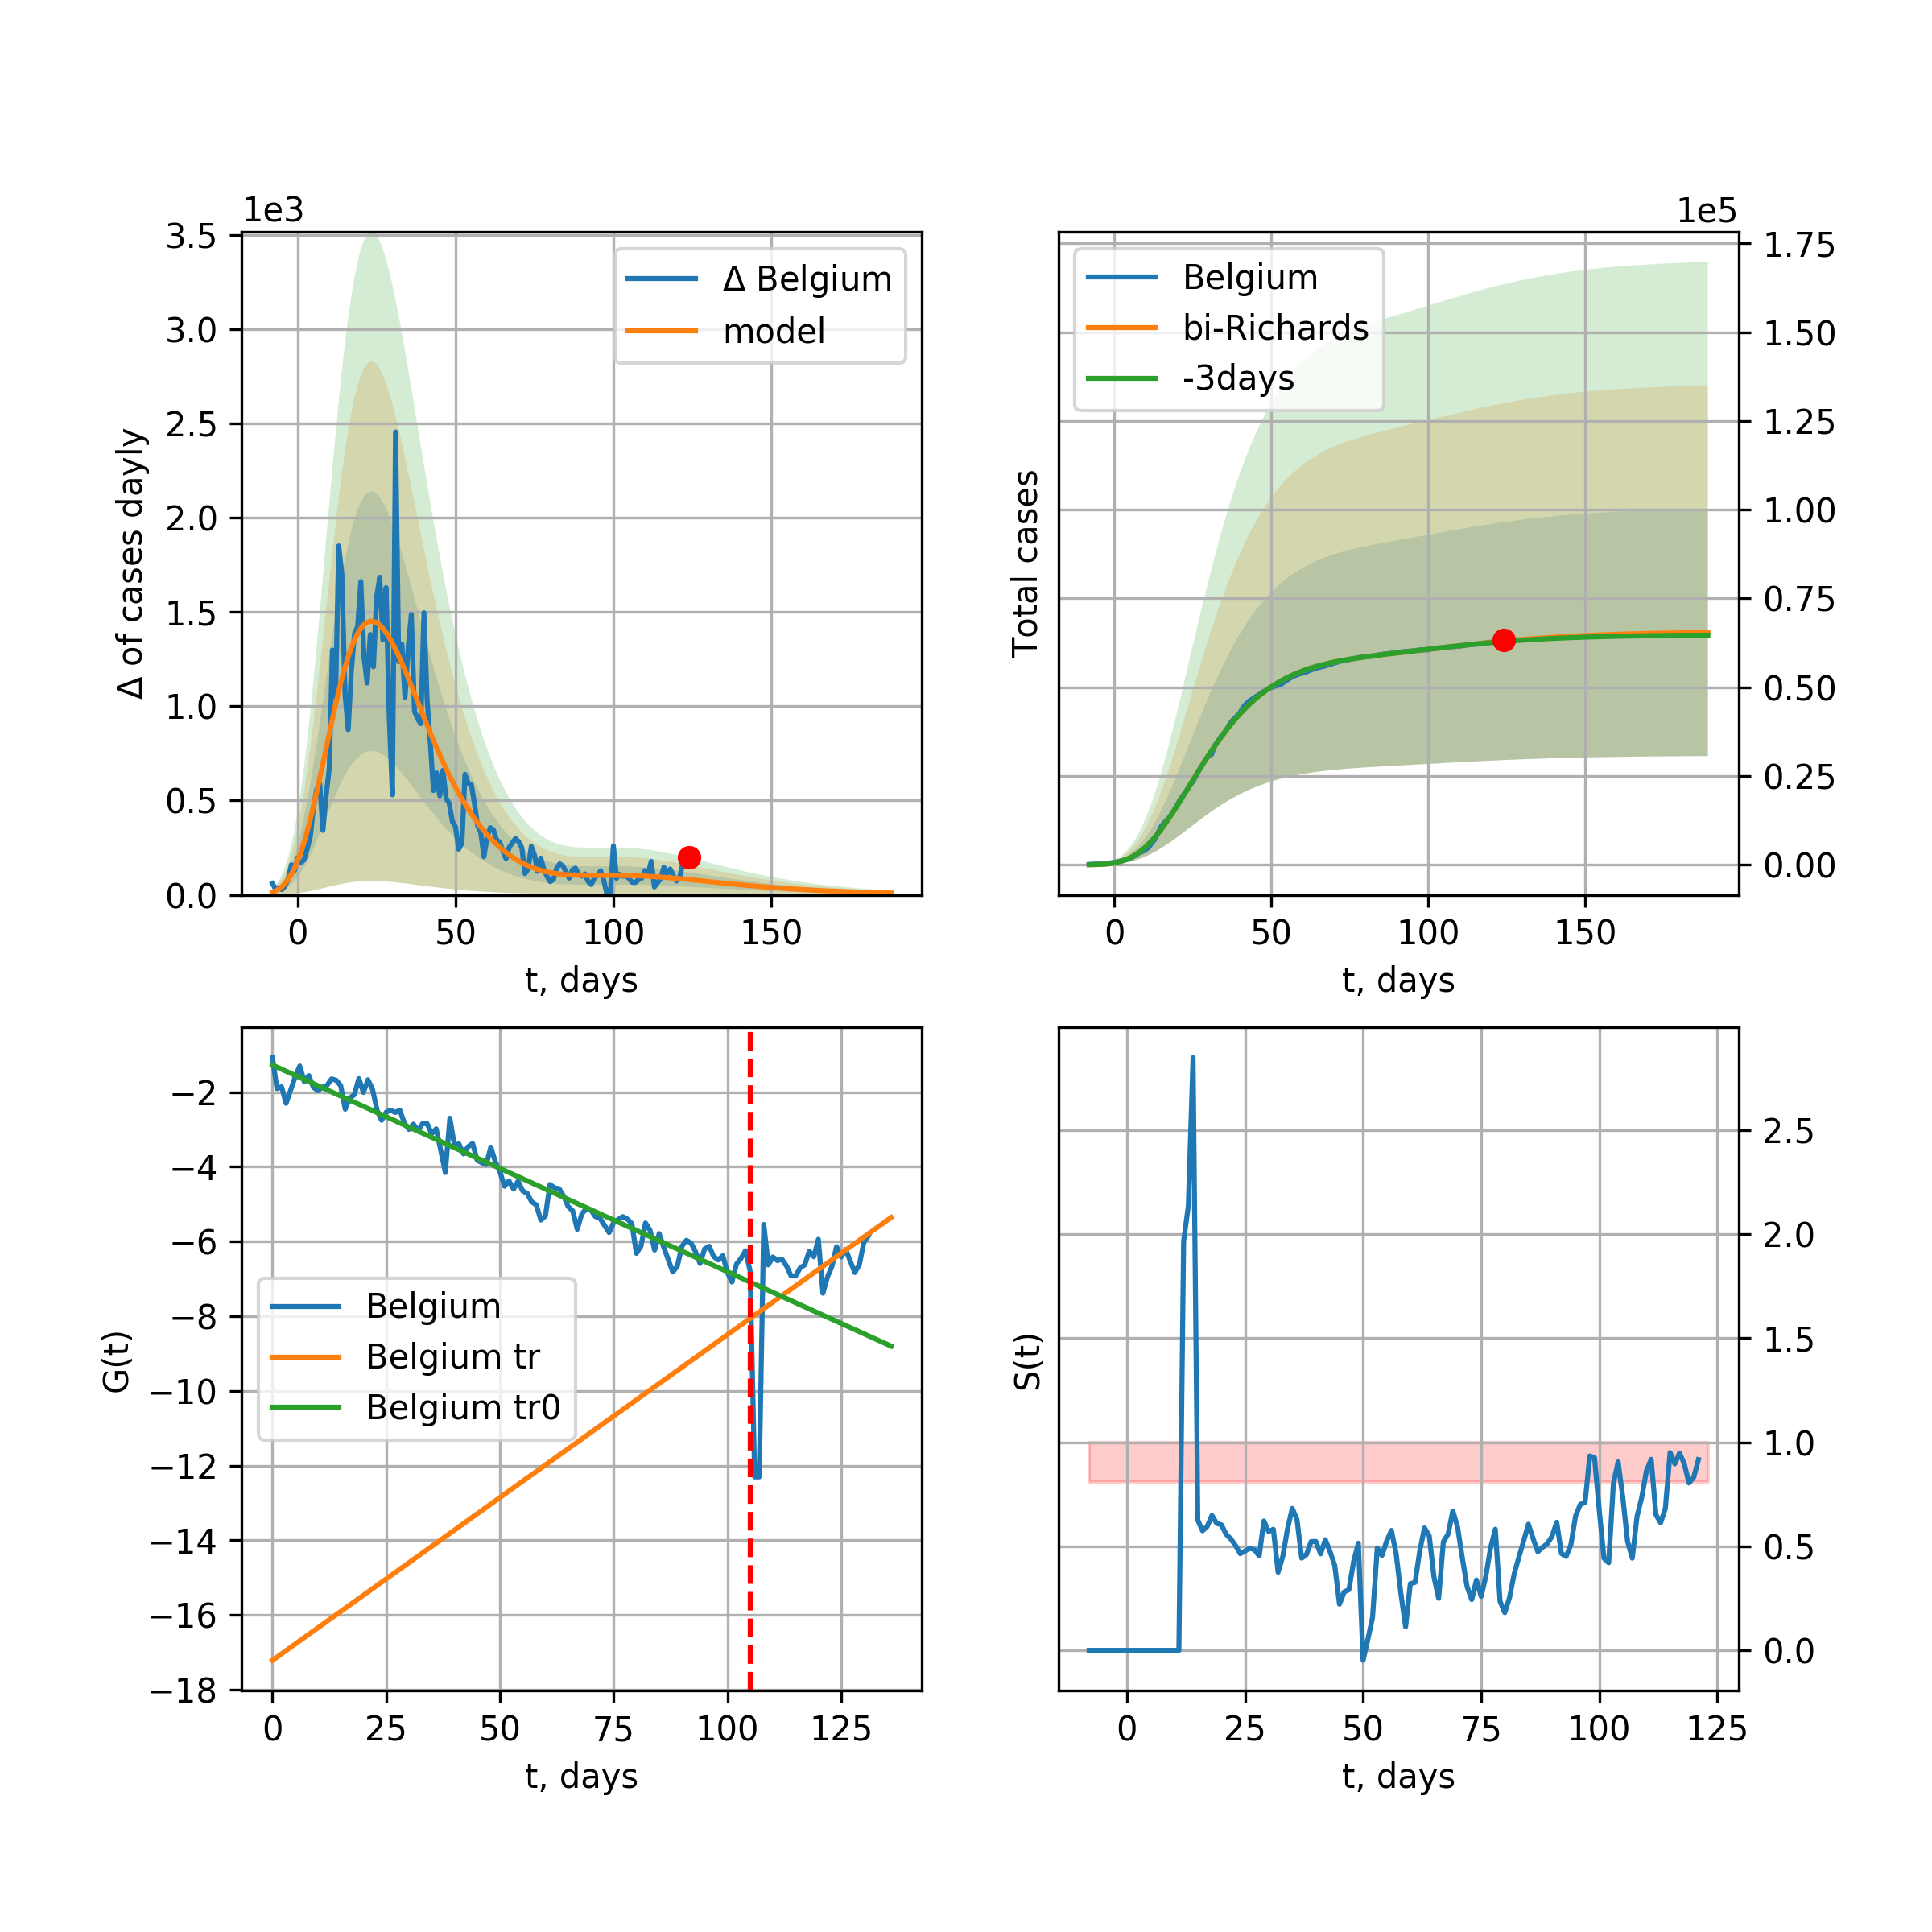 1e3
3.5
3.0
2.5
2.0
1.5
1.0
0.5
0.0
Δ of cases dayly
Δ Belgium
model
0 50 100 150
t, days
1e5
1.75
1.50
1.25
1.00
0.75
0.50
0.25
0.00
Total cases
Belgium
bi-Richards
-3days
0 50 100 150
t, days
−2
−4
−6
−8
−10
−12
−14
−16
−18
G(t)
Belgium
Belgium tr
Belgium tr0
0 25 50 75 100 125
t, days
2.5
2.0
1.5
1.0
0.5
0.0
S(t)
0 25 50 75 100 125
t, days